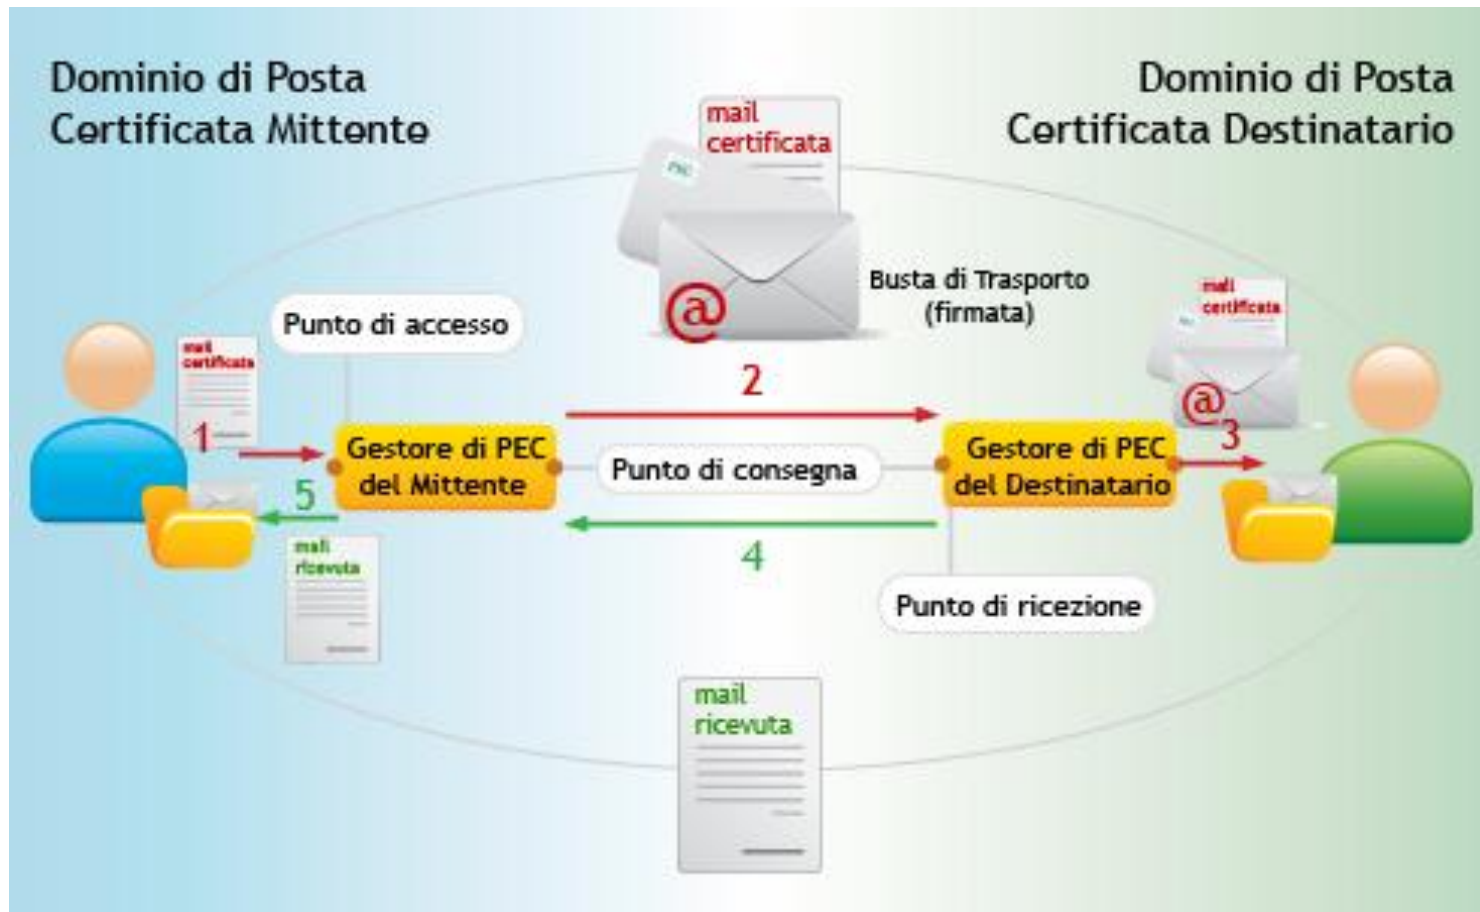 Dominio di Posta
Certificata Mittente
Dominio di Posta
Certificata Destinatario
mail
certificata
PEC
@
Busta di Trasporto
(firmata)
Punto di accesso
mail
certificata
mail
certificata
@
1
2
3
Gestore di PEC
del Mittente
Punto di consegna
Gestore di PEC
del Destinatario
5
4
mail
ricevuta
Punto di ricezione
mail
ricevuta